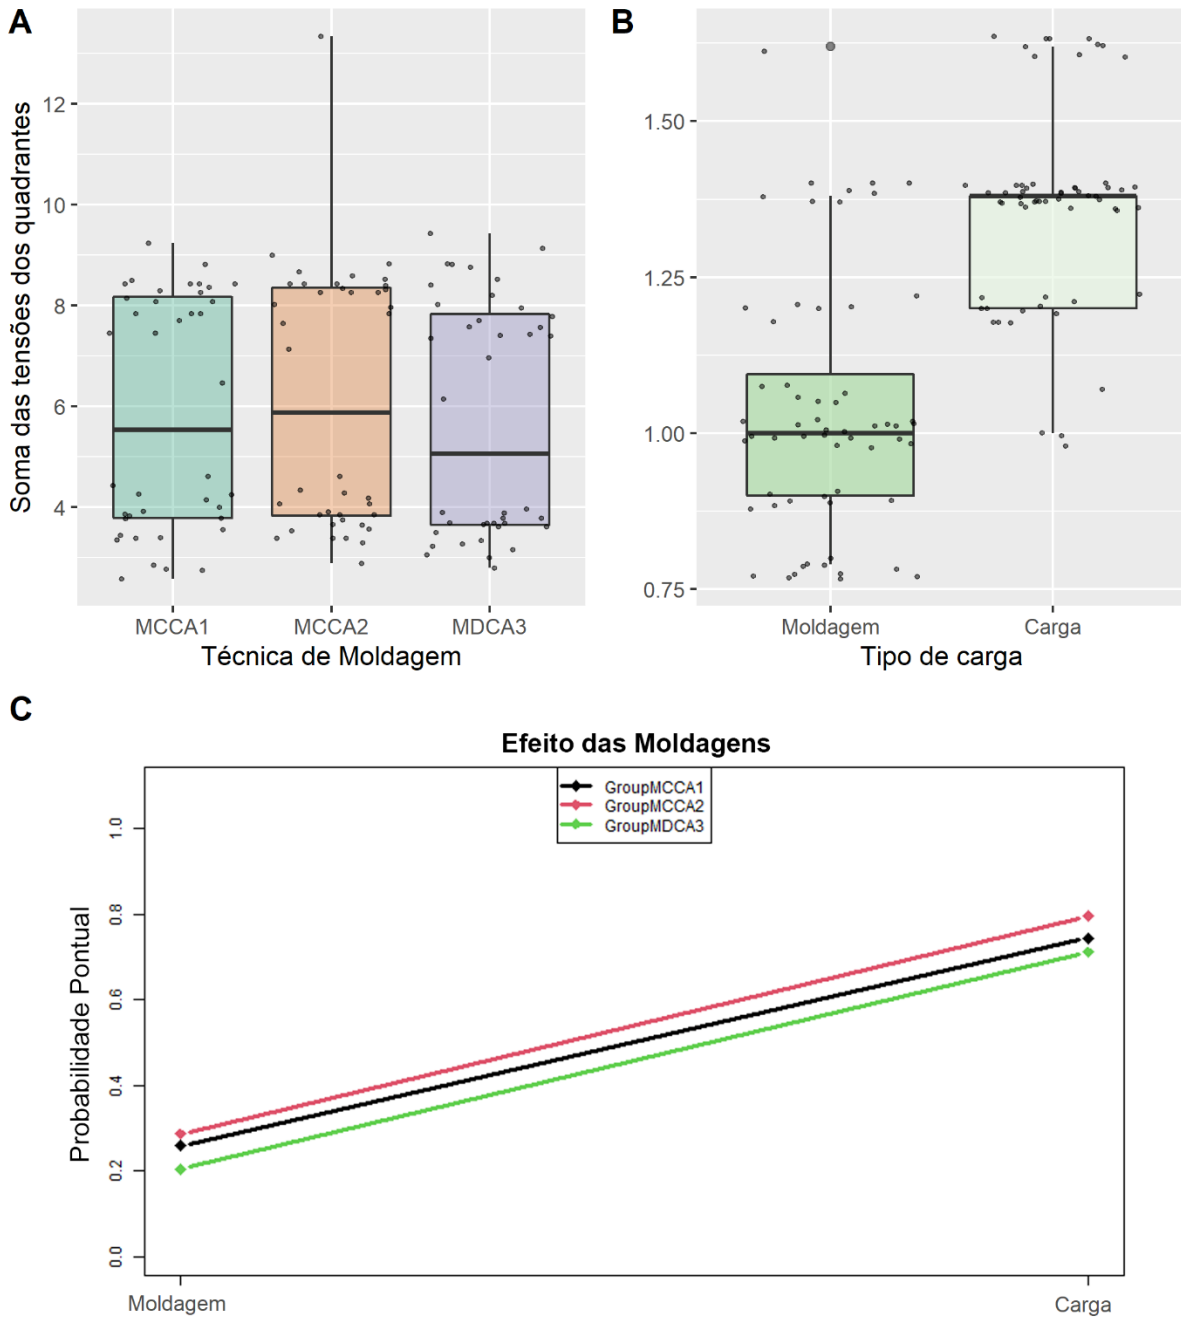 A
Soma das tensões dos quadrantes
12
10
8
6
4
MCCA1 MCCA2 MDCA3
Técnica de Moldagem
B
1.50
1.25
1.00
0.75
Moldagem Carga
Tipo de carga
C
Efeito das Moldagens
GroupMCCA1
GroupMCCA2
GroupMDCA3
Probabilidade Pontual
1.0
0.8
0.6
0.4
0.2
0.0
Moldagem Carga